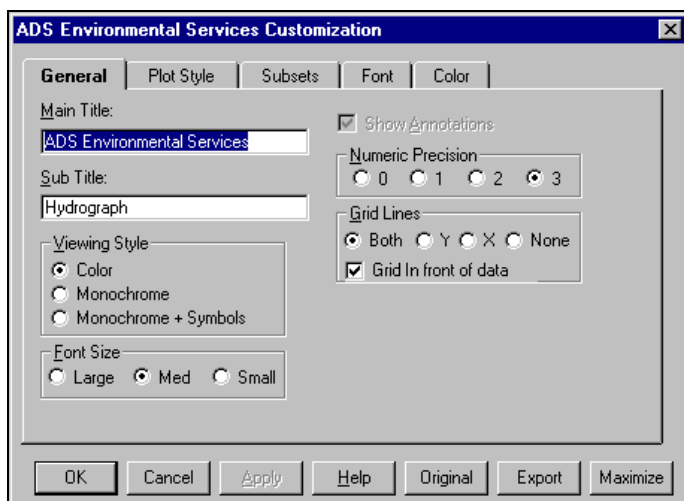 ADS Environmental Services Customization
General Plot Style Subsets Font Color
Main Title:
ADS Environmental Services
Sub Title:
Hydrograph
Viewing Style
Color
Monochrome
Monochrome + Symbols
Font Size
Large Med Small
Show Annotations
Numeric Precision
0 1 2 3
Grid Lines
Both Y X None
Grid In front of data
OK Cancel Apply Help Original Export Maximize